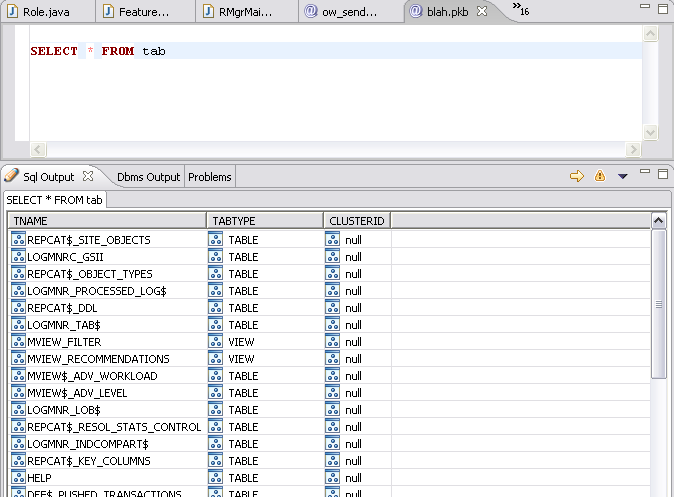 Role.java Feature... RMgrMai... ow_send... blah.pkb »16
SELECT * FROM tab
Sql Output Dbms Output Problems
SELECT * FROM tab
TNAME TABTYPE CLUSTERID
REPCAT$_SITE_OBJECTS TABLE null
LOGMNRC_GSII TABLE null
REPCAT$_OBJECT_TYPES TABLE null
LOGMNR_PROCESSED_LOG$ TABLE null
REPCAT$_DDL TABLE null
LOGMNR_TAB$ TABLE null
MVIEW_FILTER VIEW null
MVIEW_RECOMMENDATIONS VIEW null
MVIEW$_ADV_WORKLOAD TABLE null
MVIEW$_ADV_LEVEL TABLE null
LOGMNR_LOB$ TABLE null
REPCAT$_RESOL_STATS_CONTROL TABLE null
LOGMNR_INDCOMPART$ TABLE null
REPCAT$_KEY_COLUMNS TABLE null
HELP TABLE null
DEF$_PUSHED_TRANSACTIONS TABLE null